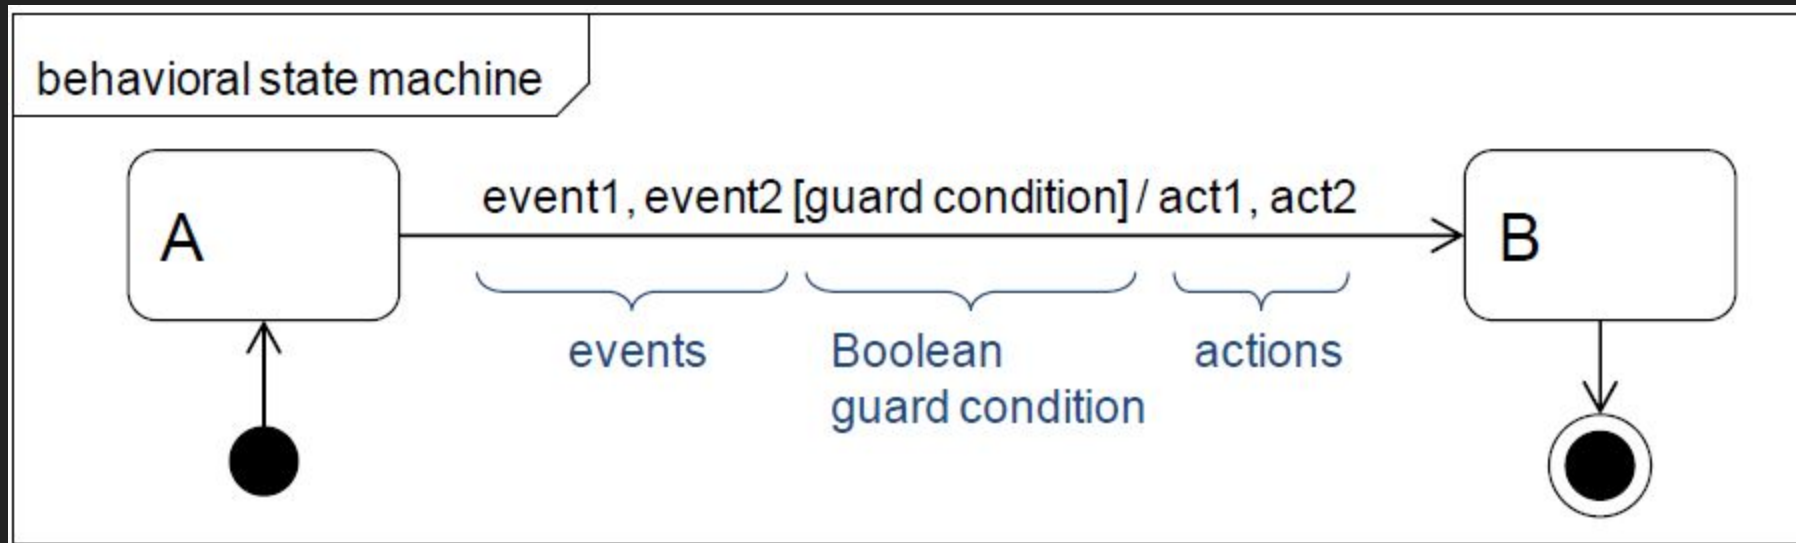 behavioral state machine
event1, event2 [guard condition] / act1, act2
A
B
events
Boolean
guard condition
actions